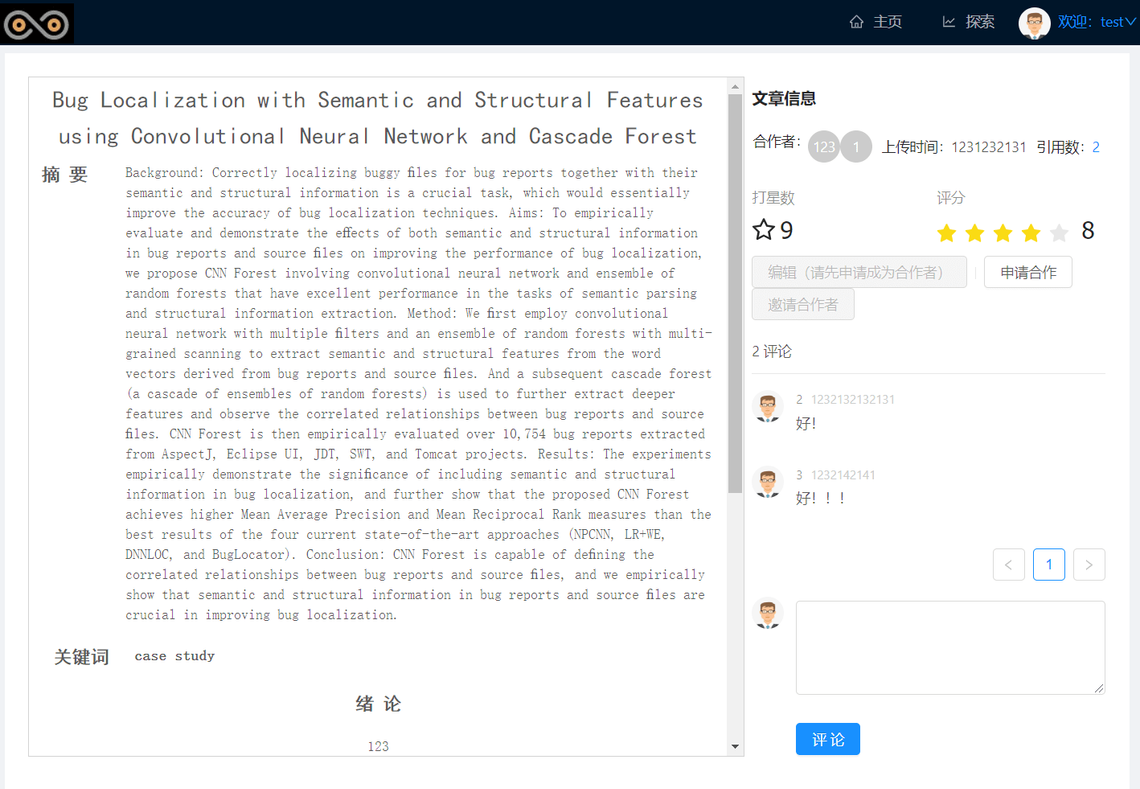 主页 探索 欢迎：test
Bug Localization with Semantic and Structural Features
using Convolutional Neural Network and Cascade Forest
摘 要
Background: Correctly localizing buggy files for bug reports together with their
semantic and structural information is a crucial task, which would essentially
improve the accuracy of bug localization techniques. Aims: To empirically
evaluate and demonstrate the effects of both semantic and structural information
in bug reports and source files on improving the performance of bug localization,
we propose CNN Forest involving convolutional neural network and ensemble of
random forests that have excellent performance in the tasks of semantic parsing
and structural information extraction. Method: We first employ convolutional
neural network with multiple filters and an ensemble of random forests with multi-
grained scanning to extract semantic and structural features from the word
vectors derived from bug reports and source files. And a subsequent cascade forest
(a cascade of ensembles of random forests) is used to further extract deeper
features and observe the correlated relationships between bug reports and source
files. CNN Forest is then empirically evaluated over 10,754 bug reports extracted
from AspectJ, Eclipse UI, JDT, SWT, and Tomcat projects. Results: The experiments
empirically demonstrate the significance of including semantic and structural
information in bug localization, and further show that the proposed CNN Forest
achieves higher Mean Average Precision and Mean Reciprocal Rank measures than the
best results of the four current state-of-the-art approaches (NPCNN, LR+WE,
DNNLOC, and BugLocator). Conclusion: CNN Forest is capable of defining the
correlated relationships between bug reports and source files, and we empirically
show that semantic and structural information in bug reports and source files are
crucial in improving bug localization.
关键词 case study
绪 论
123
文章信息
合作者： 123 1 上传时间：1231232131 引用数：2
打星数 评分
9 8
编辑（请先申请成为合作者） 申请合作
邀请合作者
2 评论
2 1232132132131
好！
3 1232142141
好！！！
< 1 >
评 论